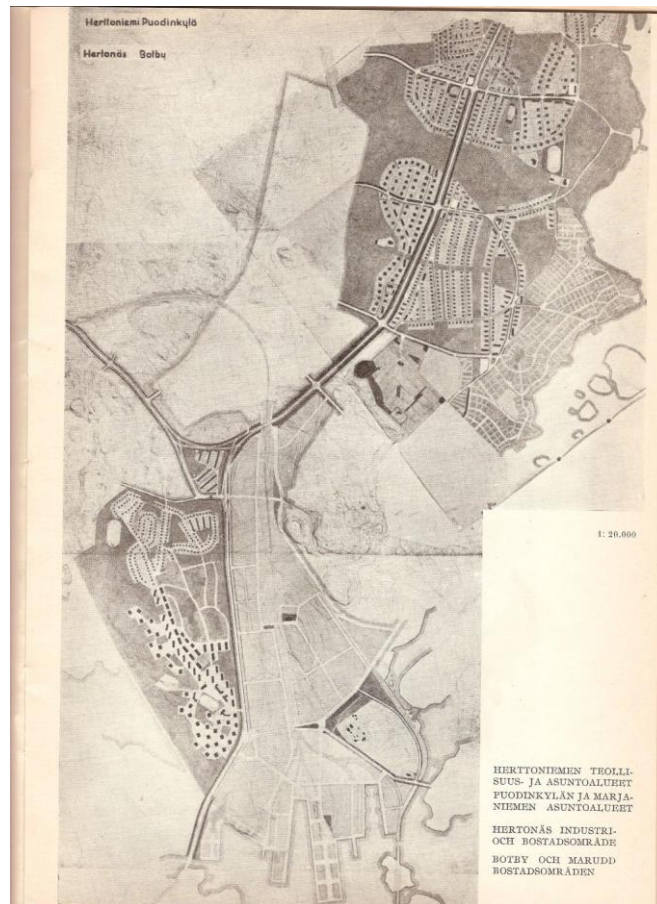 Herttoniemi Puodinkylä
Hertonäs Botby
1: 20.000
HERTTONIEMEN TEOLLI-
SUUS- JA ASUNTOALUEET
PUODINKYLÄN JA MARJA-
NIEMEN ASUNTOALUEET
HERTONÄS INDUSTRI-
OCH BOSTADSOMRÅDE
BOTBY OCH MARUDD
BOSTADSOMRÅDEN